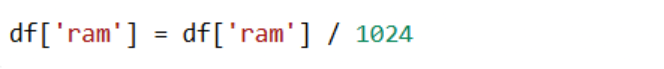 df['ram'] = df['ram'] / 1024